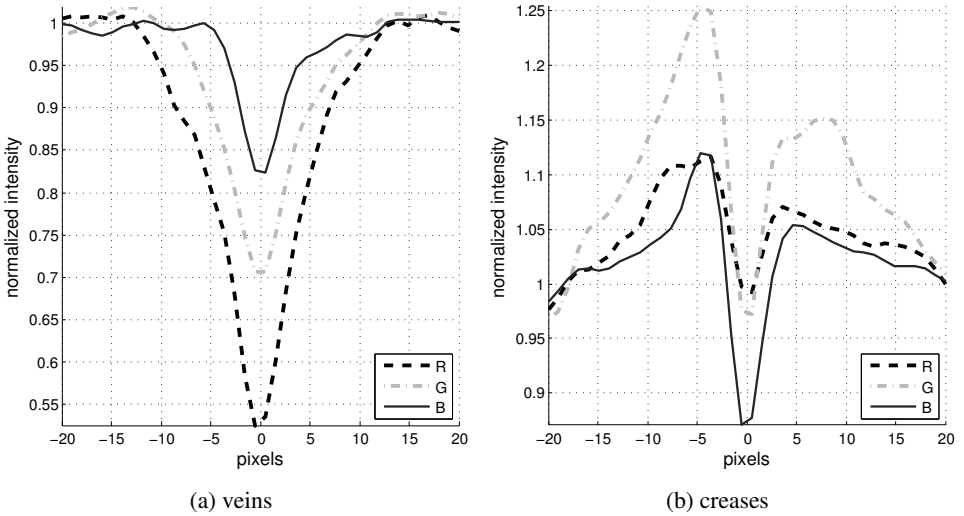 normalized intensity
1
0.95
0.9
0.85
0.8
0.75
0.7
0.65
0.6
0.55
−20 −15 −10 −5 0 5 10 15 20
pixels
R
G
B
(a) veins
normalized intensity
1.25
1.2
1.15
1.1
1.05
1
0.95
0.9
−20 −15 −10 −5 0 5 10 15 20
pixels
R
G
B
(b) creases